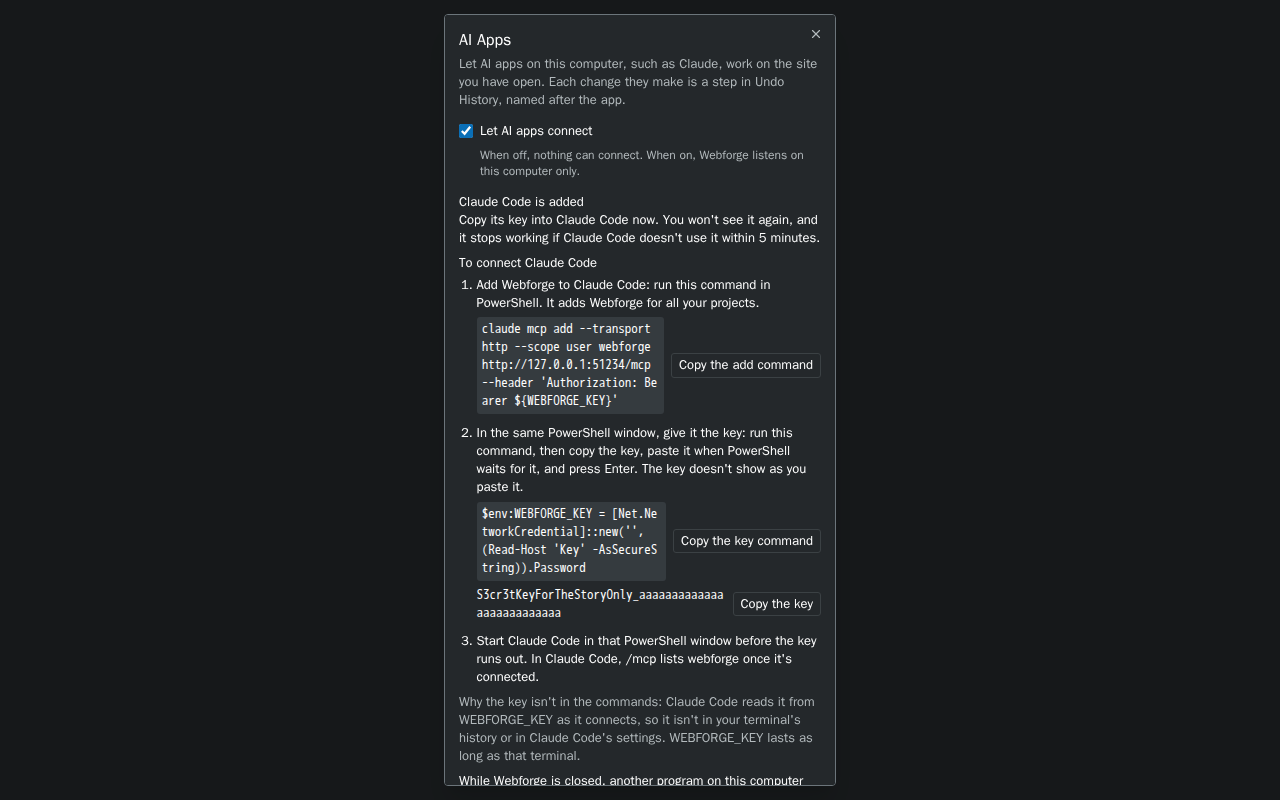 AI Apps
Let AI apps on this computer, such as Claude, work on the site
you have open. Each change they make is a step in Undo
History, named after the app.
Let AI apps connect
When off, nothing can connect. When on, Webforge listens on
this computer only.
Claude Code is added
Copy its key into Claude Code now. You won't see it again, and
it stops working if Claude Code doesn't use it within 5 minutes.
To connect Claude Code
1. Add Webforge to Claude Code: run this command in
PowerShell. It adds Webforge for all your projects.
claude mcp add --transport
http --scope user webforge
http://127.0.0.1:51234/mcp
--header 'Authorization: Be
arer ${WEBFORGE_KEY}'
Copy the add command
2. In the same PowerShell window, give it the key: run this
command, then copy the key, paste it when PowerShell
waits for it, and press Enter. The key doesn't show as you
paste it.
$env:WEBFORGE_KEY = [Net.Ne
tworkCredential]::new('',
(Read-Host 'Key' -AsSecureS
tring)).Password
Copy the key command
S3cr3tKeyForTheStoryOnly_aaaaaaaaaaaaa
aaaaaaaaaaaaa
Copy the key
3. Start Claude Code in that PowerShell window before the key
runs out. In Claude Code, /mcp lists webforge once it's
connected.
Why the key isn't in the commands: Claude Code reads it from
WEBFORGE_KEY as it connects, so it isn't in your terminal's
history or in Claude Code's settings. WEBFORGE_KEY lasts as
long as that terminal.
While Webforge is closed, another program on this computer